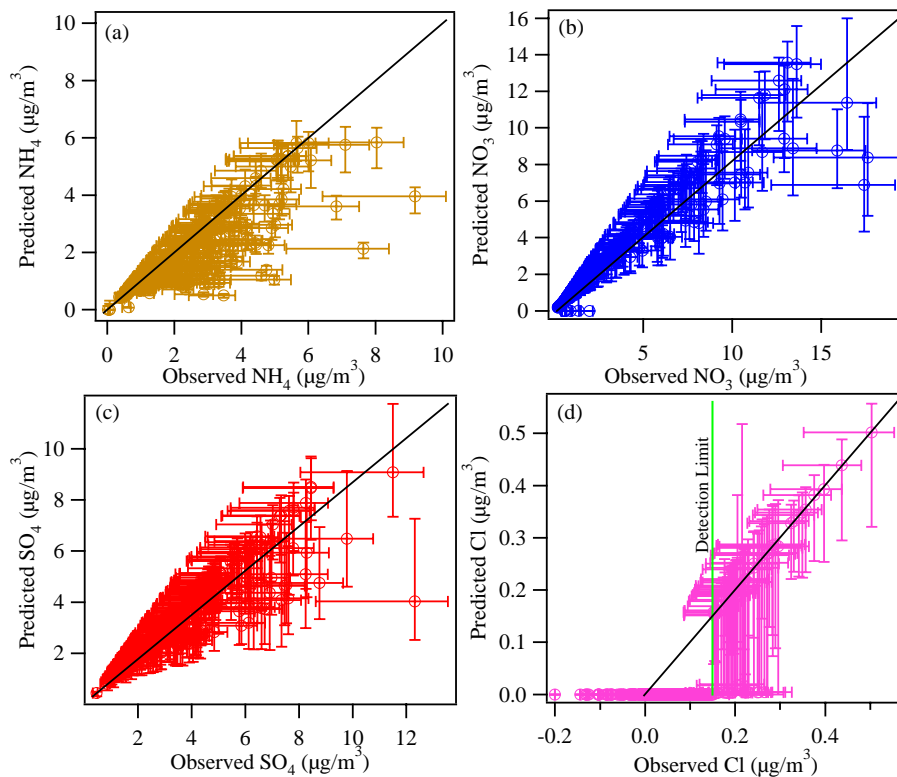 (a)
10
8
6
4
2
0
Predicted NH₄ (µg/m³)
0 2 4 6 8 10
Observed NH₄ (µg/m³)
(b)
16
14
12
10
8
6
4
2
0
Predicted NO₃ (µg/m³)
5 10 15
Observed NO₃ (µg/m³)
(c)
10
8
6
4
2
Predicted SO₄ (µg/m³)
2 4 6 8 10 12
Observed SO₄ (µg/m³)
(d)
0.5
0.4
0.3
0.2
0.1
0.0
Predicted Cl (µg/m³)
Detection Limit
-0.2 0.0 0.2 0.4
Observed Cl (µg/m³)